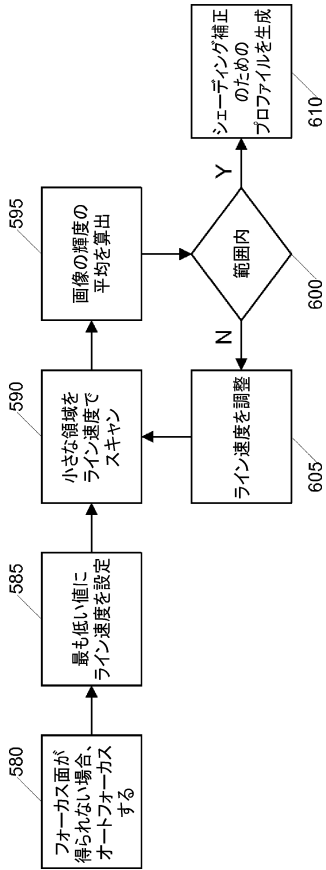 580
フォーカス面が
得られない場合、
オートフォーカス
する
585
最も低い値に
ライン速度を設定
590
小さな領域を
ライン速度で
スキャン
595
画像の輝度の
平均を算出
範囲内
600
N
Y
ライン速度を調整
605
シェーディング補正
のための
プロファイルを生成
610